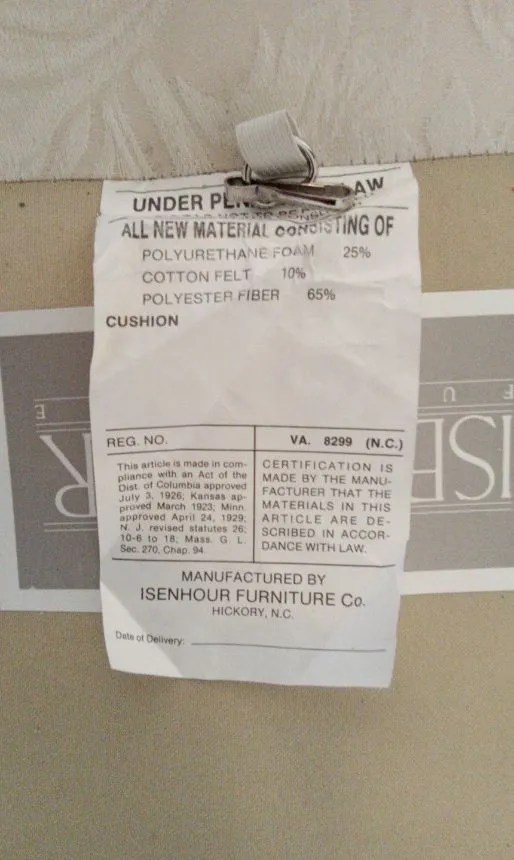 UNDER PENALTY OF LAW
ALL NEW MATERIAL CONSISTING OF
POLYURETHANE FOAM 25%
COTTON FELT 10%
POLYESTER FIBER 65%
CUSHION
REG. NO.
VA. 8299 (N.C.)
This article is made in com-
pliance with an Act of the
Dist. of Columbia approved
July 3, 1926; Kansas ap-
proved March 1923; Minn.
approved April 24, 1929;
N. J. revised statutes 26;
10-6 to 18; Mass. G. L.
Sec. 270, Chap. 94.
CERTIFICATION IS
MADE BY THE MANU-
FACTURER THAT THE
MATERIALS IN THIS
ARTICLE ARE DE-
SCRIBED IN ACCOR-
DANCE WITH LAW.
MANUFACTURED BY
ISENHOUR FURNITURE Co.
HICKORY, N.C.
Date of Delivery:
ISE
R
F U
E